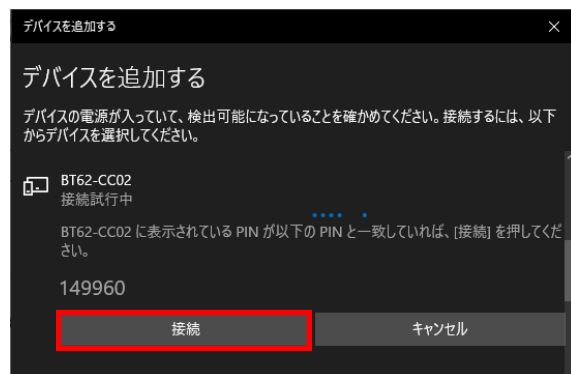 デバイスを追加する
デバイスを追加する
デバイスの電源が入っていて、検出可能になっていることを確かめてください。接続するには、以下
からデバイスを選択してください。
BT62-CC02
接続試行中
BT62-CC02 に表示されている PIN が以下の PIN と一致していれば、[接続] を押してくだ
さい。
149960
接続 キャンセル